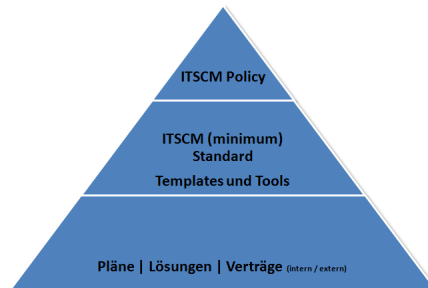 ITSCM Policy
ITSCM (minimum)
Standard
Templates und Tools
Pläne | Lösungen | Verträge (intern / extern)